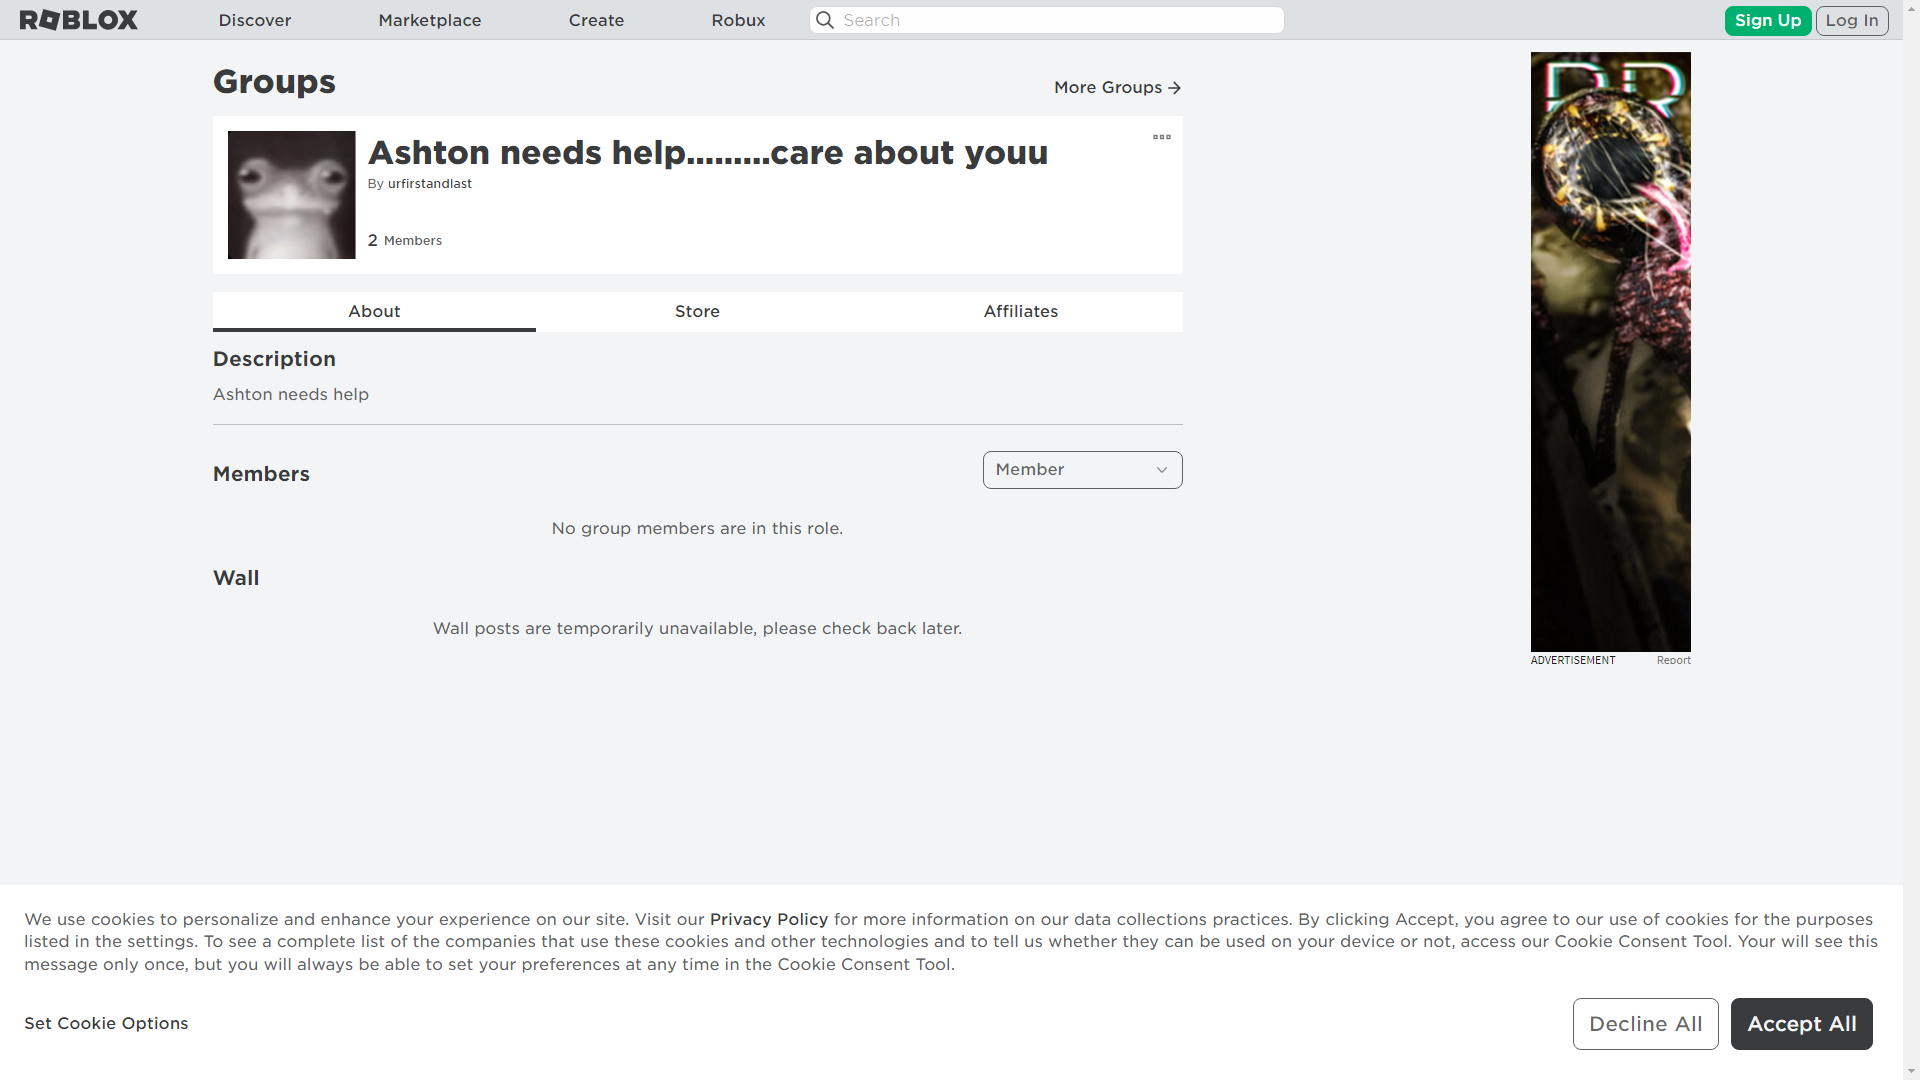 ROBLOX
Discover
Marketplace
Create
Robux
Search
Sign Up
Log In
Groups
More Groups
Ashton needs help.........care about youu
By urfirstandlast
2 Members
About
Store
Affiliates
Description
Ashton needs help
Members
Member
No group members are in this role.
Wall
Wall posts are temporarily unavailable, please check back later.
DR
ADVERTISEMENT
Report
We use cookies to personalize and enhance your experience on our site. Visit our Privacy Policy for more information on our data collections practices. By clicking Accept, you agree to our use of cookies for the purposes
listed in the settings. To see a complete list of the companies that use these cookies and other technologies and to tell us whether they can be used on your device or not, access our Cookie Consent Tool. Your will see this
message only once, but you will always be able to set your preferences at any time in the Cookie Consent Tool.
Set Cookie Options
Decline All
Accept All